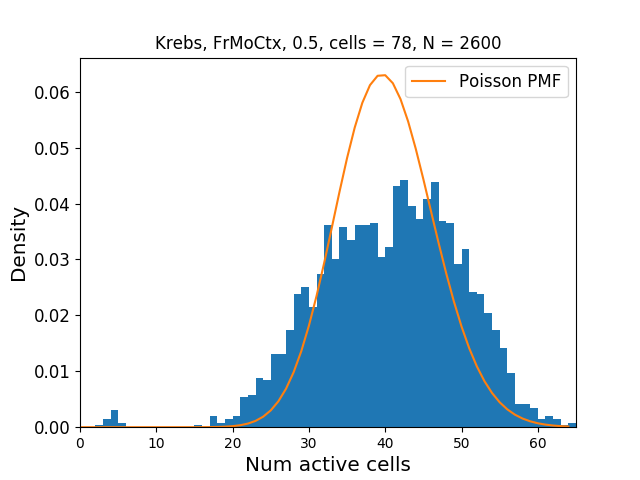 Krebs, FrMoCtx, 0.5, cells = 78, N = 2600
Poisson PMF
Density
0.06
0.05
0.04
0.03
0.02
0.01
0.00
0 10 20 30 40 50 60
Num active cells